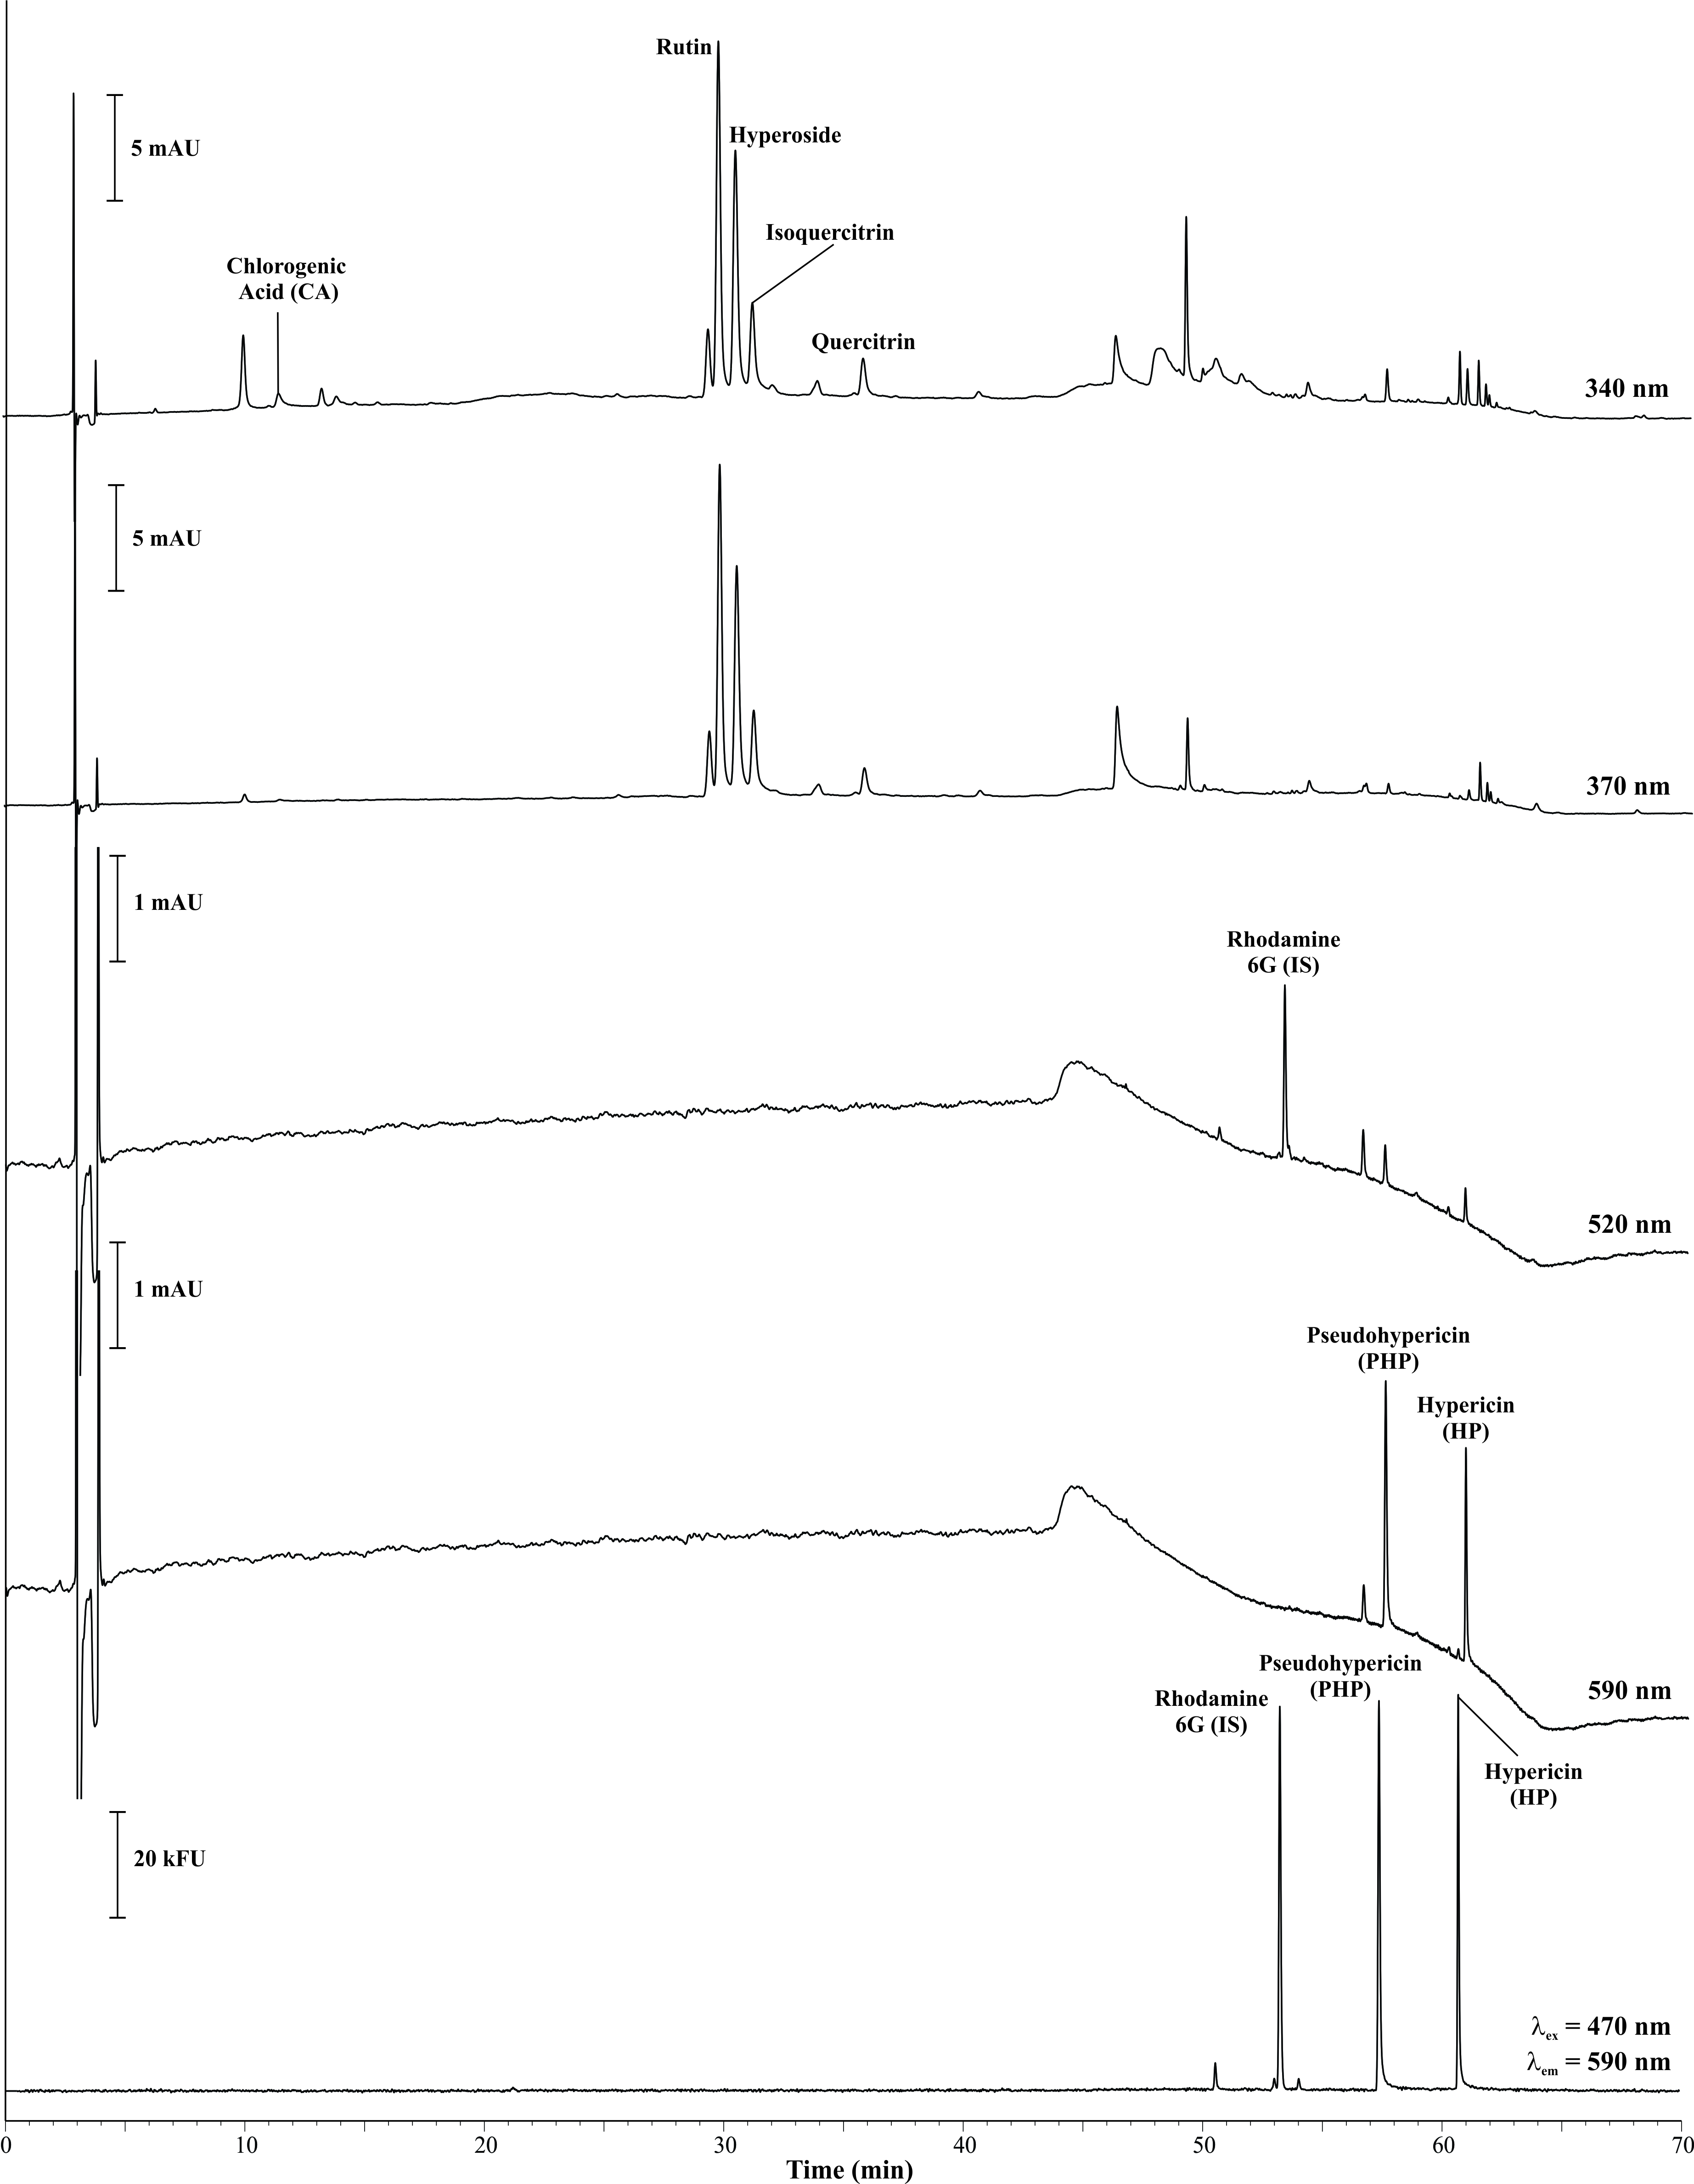 Rutin
5 mAU
Hyperoside
Isoquercitrin
Chlorogenic
Acid (CA)
Quercitrin
340 nm
5 mAU
370 nm
1 mAU
Rhodamine
6G (IS)
520 nm
1 mAU
Pseudohypericin
(PHP)
Hypericin
(HP)
Pseudohypericin
(PHP)
590 nm
Rhodamine
6G (IS)
Hypericin
(HP)
20 kFU
λex = 470 nm
λem = 590 nm
0 10 20 30 40 50 60 70
Time (min)